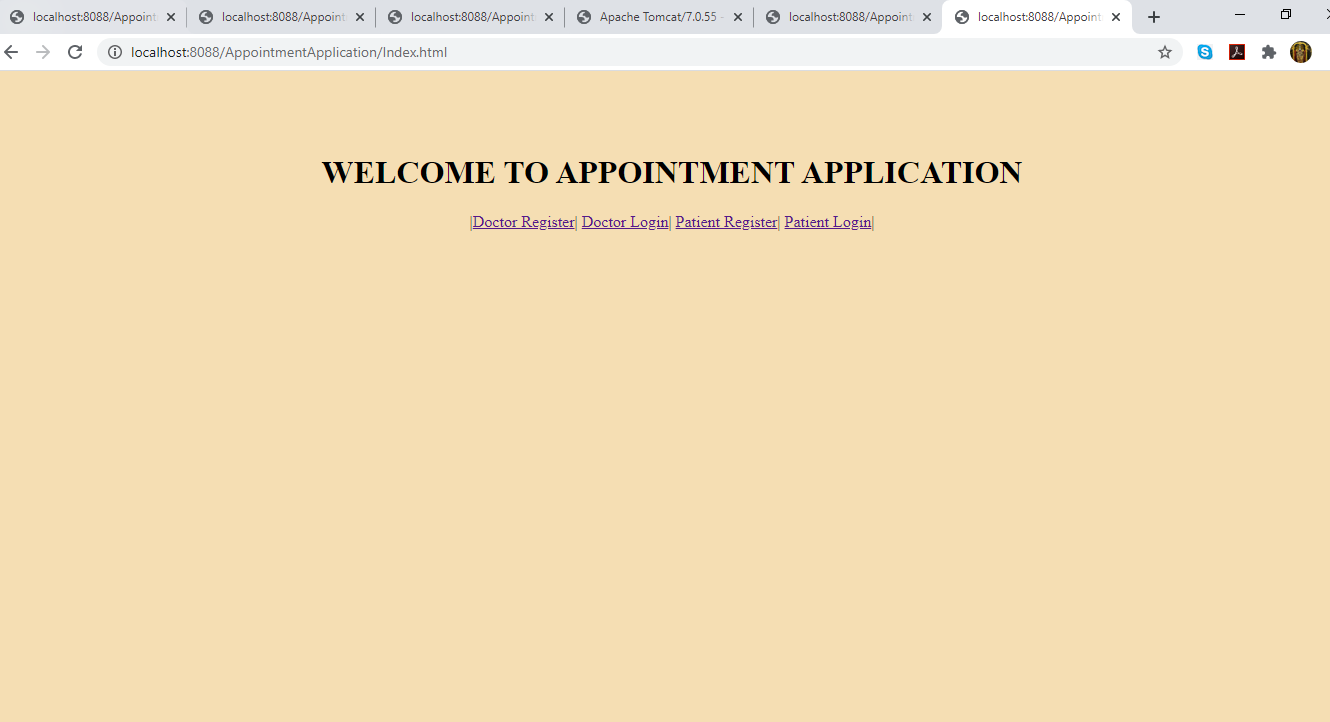 localhost:8088/Appoint localhost:8088/Appoint localhost:8088/Appoint Apache Tomcat/7.0.55 - localhost:8088/Appoint localhost:8088/Appoint
localhost:8088/AppointmentApplication/Index.html
WELCOME TO APPOINTMENT APPLICATION
|Doctor Register| Doctor Login| Patient Register| Patient Login|